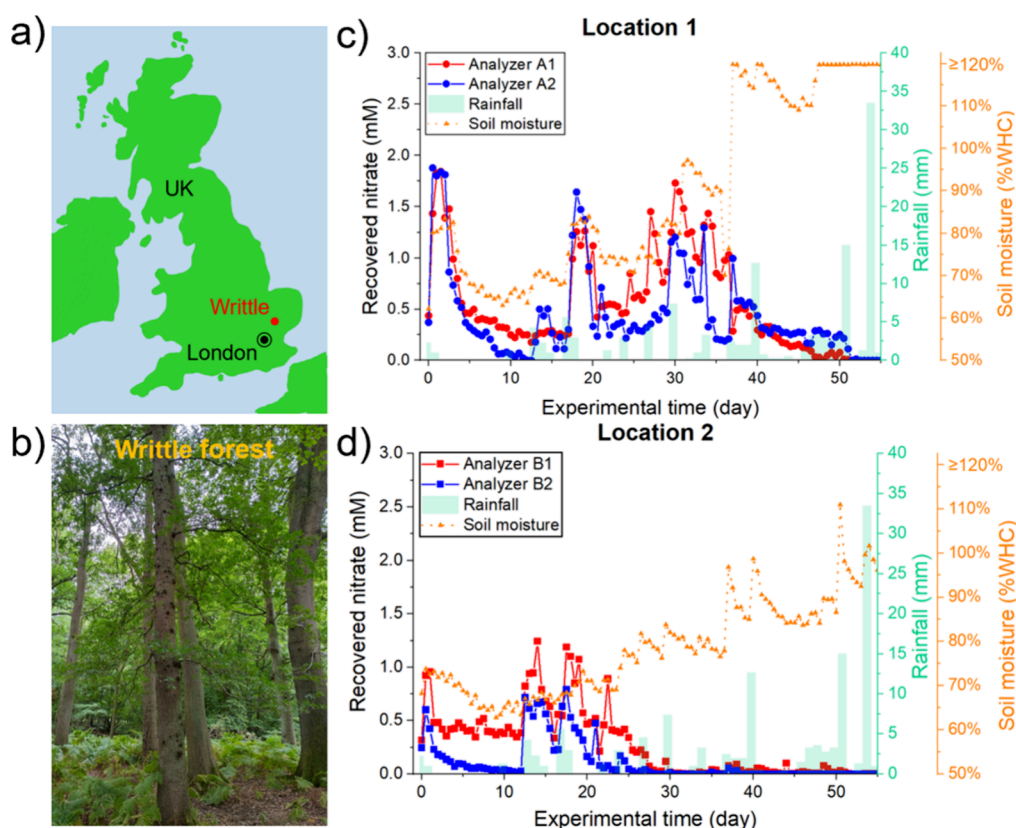 a)
UK
Writtle
London
b)
Writtle forest
c)
Location 1
Analyzer A1
Analyzer A2
Rainfall
Soil moisture
Recovered nitrate (mM)
3.0
2.5
2.0
1.5
1.0
0.5
0.0
0 10 20 30 40 50
Experimental time (day)
40
35
30
25
20
15
10
5
0
Rainfall (mm)
≥120%
110%
100%
90%
80%
70%
60%
50%
Soil moisture (%WHC)
d)
Location 2
Analyzer B1
Analyzer B2
Rainfall
Soil moisture
Recovered nitrate (mM)
3.0
2.5
2.0
1.5
1.0
0.5
0.0
0 10 20 30 40 50
Experimental time (day)
40
35
30
25
20
15
10
5
0
Rainfall (mm)
≥120%
110%
100%
90%
80%
70%
60%
50%
Soil moisture (%WHC)